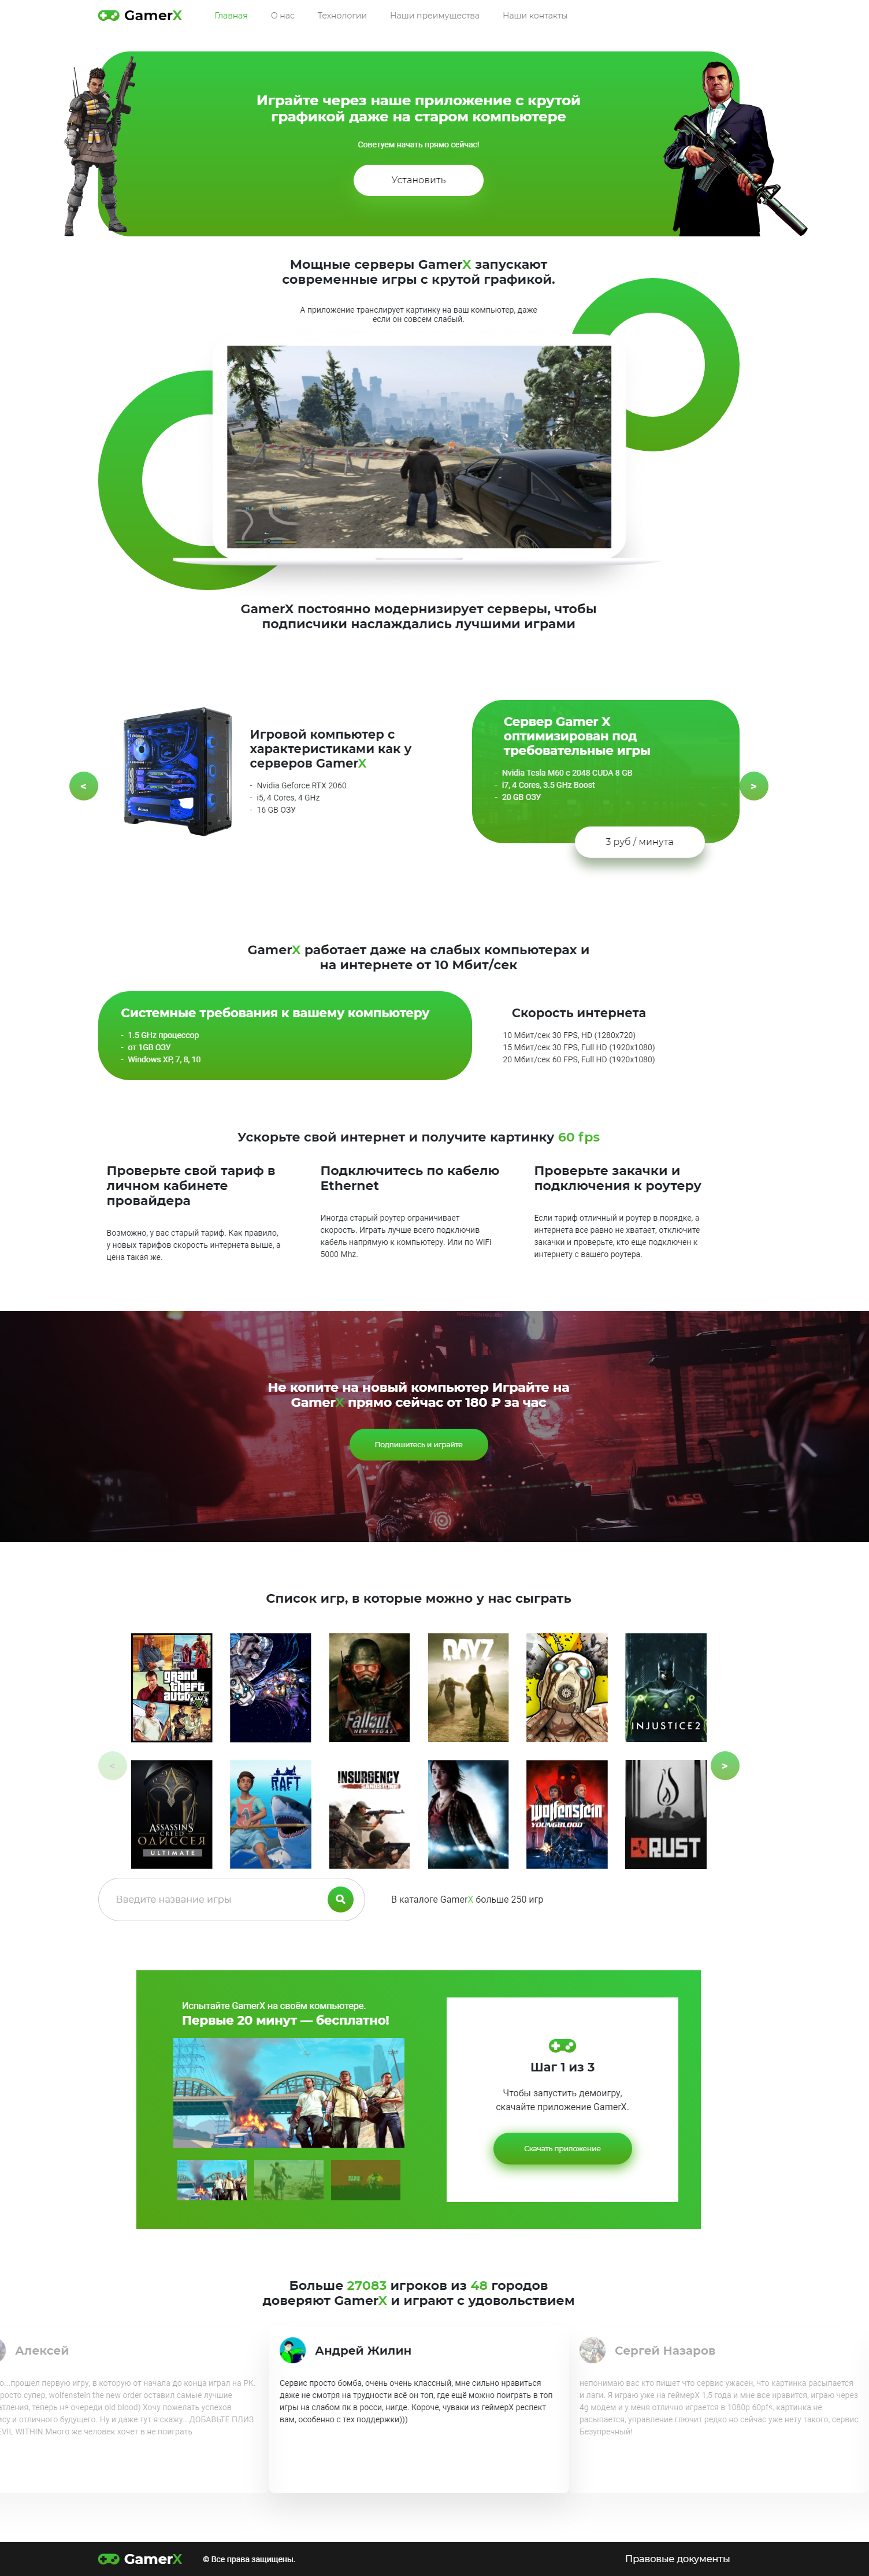 GamerX
Главная
О нас
Технологии
Наши преимущества
Наши контакты
Играйте через наше приложение с крутой
графикой даже на старом компьютере
Советуем начать прямо сейчас!
Установить
Мощные серверы GamerX запускают
современные игры с крутой графикой.
А приложение транслирует картинку на ваш компьютер, даже
если он совсем слабый.
GamerX постоянно модернизирует серверы, чтобы
подписчики наслаждались лучшими играми
<
Игровой компьютер с
характеристиками как у
серверов GamerX
- Nvidia Geforce RTX 2060
- i5, 4 Cores, 4 GHz
- 16 GB ОЗУ
Сервер Gamer X
оптимизирован под
требовательные игры
- Nvidia Tesla M60 с 2048 CUDA 8 GB
- i7, 4 Cores, 3.5 GHz Boost
- 20 GB ОЗУ
3 руб / минута
>
GamerX работает даже на слабых компьютерах и
на интернете от 10 Мбит/сек
Системные требования к вашему компьютеру
- 1.5 GHz процессор
- от 1GB ОЗУ
- Windows XP, 7, 8, 10
Скорость интернета
10 Мбит/сек 30 FPS, HD (1280x720)
15 Мбит/сек 30 FPS, Full HD (1920x1080)
20 Мбит/сек 60 FPS, Full HD (1920x1080)
Ускорьте свой интернет и получите картинку 60 fps
Проверьте свой тариф в
личном кабинете
провайдера
Возможно, у вас старый тариф. Как правило,
у новых тарифов скорость интернета выше, а
цена такая же.
Подключитесь по кабелю
Ethernet
Иногда старый роутер ограничивает
скорость. Играть лучше всего подключив
кабель напрямую к компьютеру. Или по WiFi
5000 Mhz.
Проверьте закачки и
подключения к роутеру
Если тариф отличный и роутер в порядке, а
интернета все равно не хватает, отключите
закачки и проверьте, кто еще подключен к
интернету с вашего роутера.
Не копите на новый компьютер Играйте на
GamerX прямо сейчас от 180 ₽ за час
Подпишитесь и играйте
Список игр, в которые можно у нас сыграть
grand
theft
auto
V
Fallout
NEW VEGAS
DAYZ
INJUSTICE 2
<
>
ASSASSIN'S
CREED
ОДИССЕЯ
ULTIMATE
RAFT
INSURGENCY
SANDSTORM
Wolfenstein
YOUNGBLOOD
RUST
Введите название игры
В каталоге GamerX больше 250 игр
Испытайте GamerX на своём компьютере.
Первые 20 минут — бесплатно!
Шаг 1 из 3
Чтобы запустить демоигру,
скачайте приложение GamerX.
Скачать приложение
Больше 27083 игроков из 48 городов
доверяют GamerX и играют с удовольствием
Алексей
прошел первую игру, в которую от начала до конца играл на РК.
супер, wolfenstein the new order оставил самые лучшие
теперь на очереди old blood) Хочу пожелать успехов
и отличного будущего. Ну и даже тут я скажу...ДОБАВЬТЕ ПЛИЗ
EVIL WITHIN.Много же человек хочет в не поиграть
Андрей Жилин
Сервис просто бомба, очень очень классный, мне сильно нравиться
даже не смотря на трудности всё он топ, где ещё можно поиграть в топ
игры на слабом пк в росси, нигде. Короче, чуваки из геймерХ респект
вам, особенно с тех поддержки)))
Сергей Назаров
непонимаю вас кто пищет что сервис ужасен, что картинка расыпается
и лаги. Я играю уже на геймерХ 1,5 года и мне все нравится, играю через
4g модем и у меня отлично играется в 1080p 60pf. картинка не
расыпается, управление глючит редко но сейчас уже нету такого, сервис
Безупречный!
GamerX
© Все права защищены.
Правовые документы